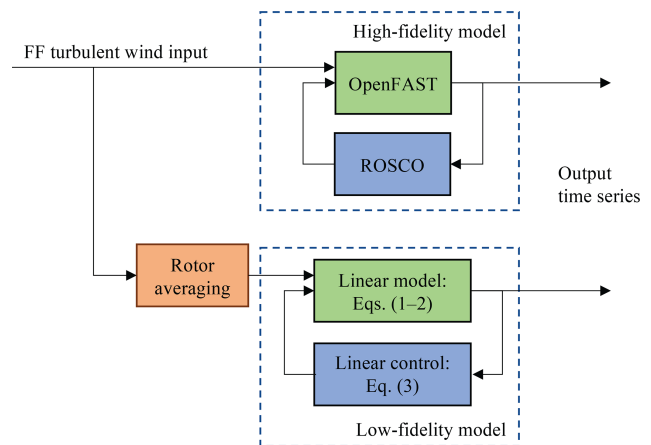 High-fidelity model
FF turbulent wind input
OpenFAST
ROSCO
Output
time series
Rotor
averaging
Linear model:
Eqs. (1–2)
Linear control:
Eq. (3)
Low-fidelity model